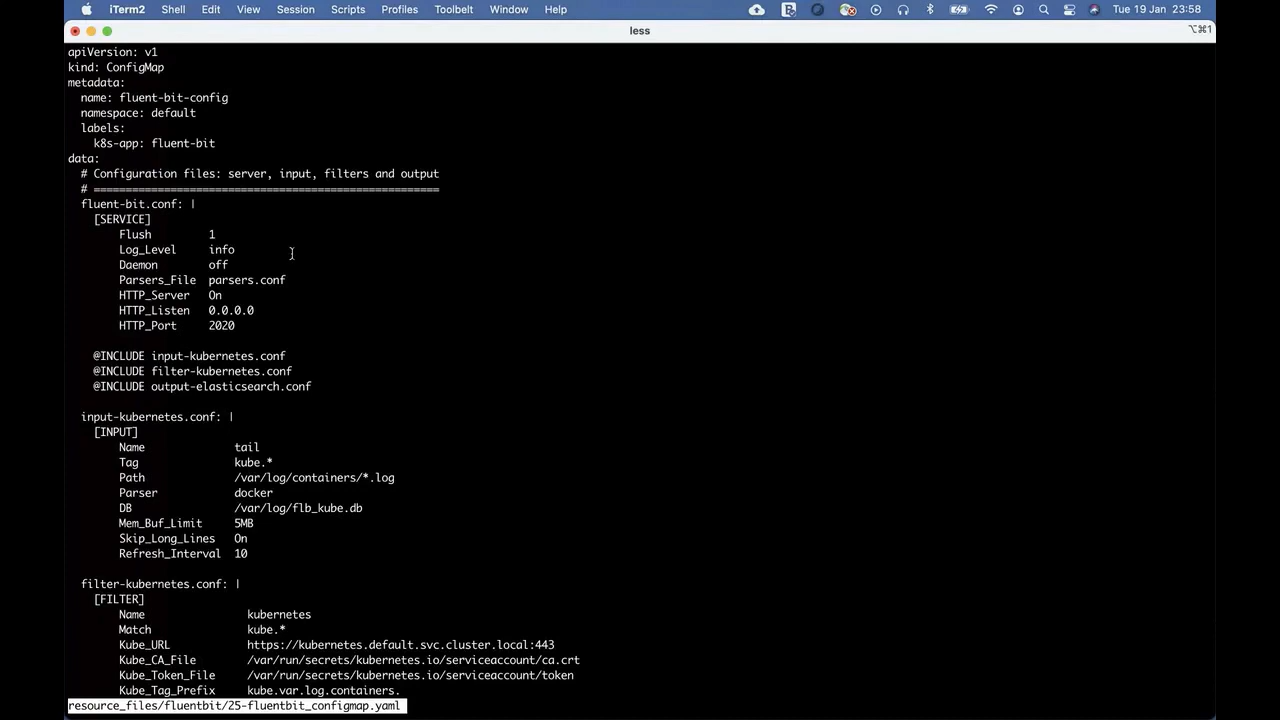 iTerm2 Shell Edit View Session Scripts Profiles Toolbelt Window Help Tue 19 Jan 23:58
less ⌥⌘1
apiVersion: v1
kind: ConfigMap
metadata:
  name: fluent-bit-config
  namespace: default
  labels:
    k8s-app: fluent-bit
data:
  # Configuration files: server, input, filters and output
  # ======================================================
  fluent-bit.conf: |
    [SERVICE]
        Flush         1
        Log_Level     info
        Daemon        off
        Parsers_File  parsers.conf
        HTTP_Server   On
        HTTP_Listen   0.0.0.0
        HTTP_Port     2020
    @INCLUDE input-kubernetes.conf
    @INCLUDE filter-kubernetes.conf
    @INCLUDE output-elasticsearch.conf
  input-kubernetes.conf: |
    [INPUT]
        Name              tail
        Tag               kube.*
        Path              /var/log/containers/*.log
        Parser            docker
        DB                /var/log/flb_kube.db
        Mem_Buf_Limit     5MB
        Skip_Long_Lines   On
        Refresh_Interval  10
  filter-kubernetes.conf: |
    [FILTER]
        Name                kubernetes
        Match               kube.*
        Kube_URL            https://kubernetes.default.svc.cluster.local:443
        Kube_CA_File        /var/run/secrets/kubernetes.io/serviceaccount/ca.crt
        Kube_Token_File     /var/run/secrets/kubernetes.io/serviceaccount/token
        Kube_Tag_Prefix     kube.var.log.containers.
resource_files/fluentbit/25-fluentbit_configmap.yaml